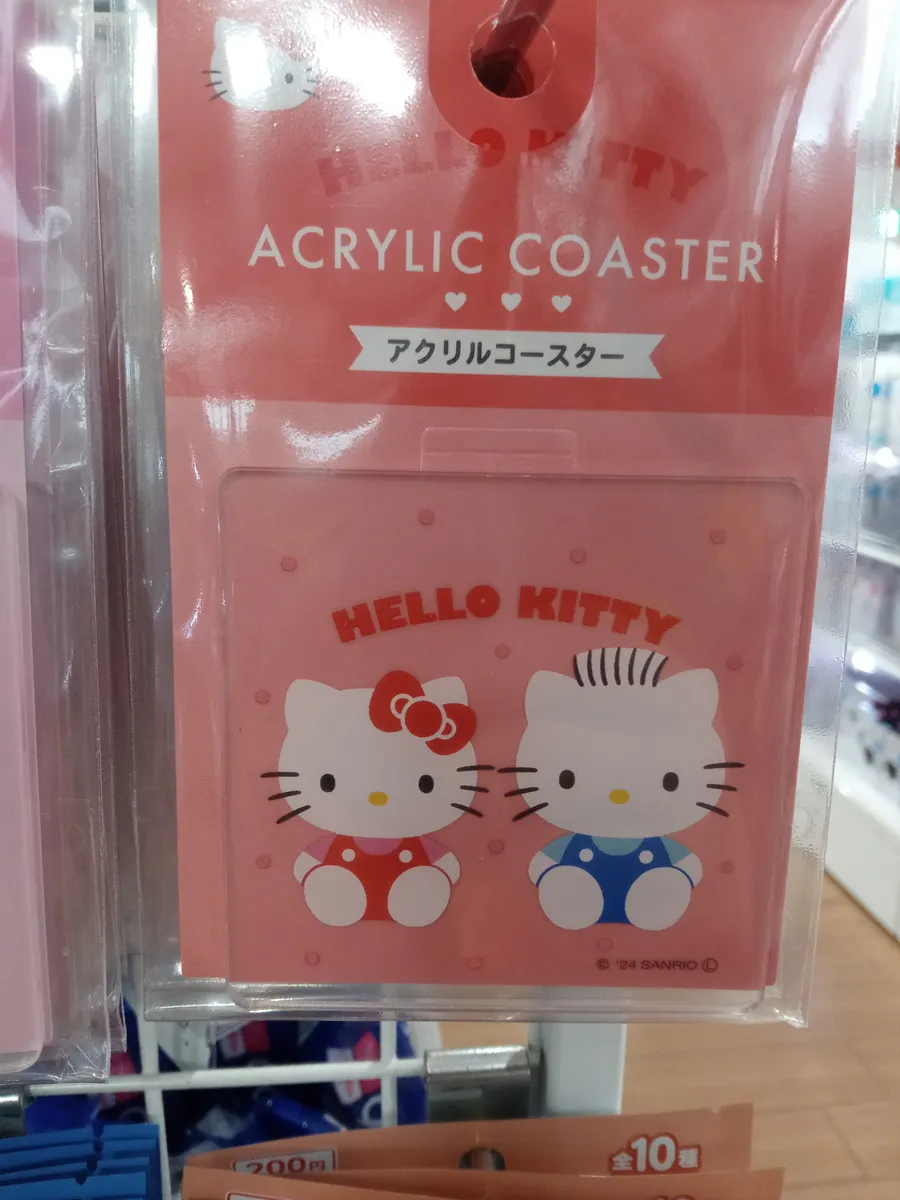 HELLO KITTY
ACRYLIC COASTER
アクリルコースター
HELLO KITTY
© '24 SANRIO Ⓛ
200円
全10種